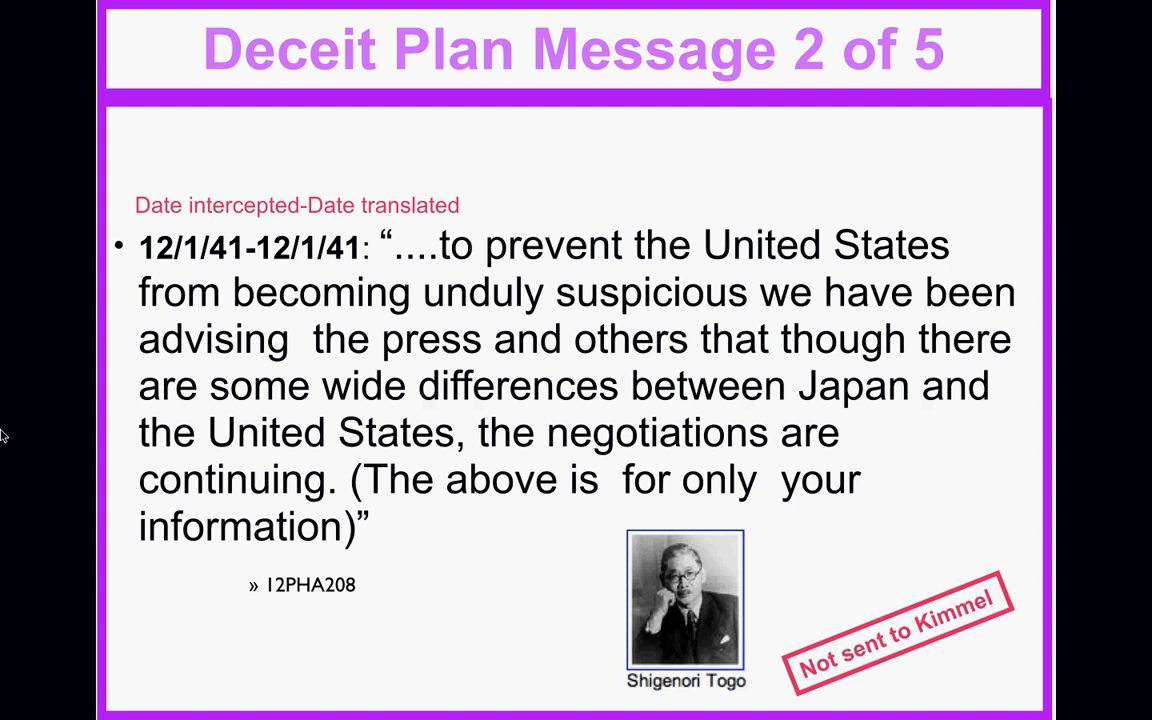 Deceit Plan Message 2 of 5
Date intercepted-Date translated
• 12/1/41-12/1/41: “....to prevent the United States
from becoming unduly suspicious we have been
advising the press and others that though there
are some wide differences between Japan and
the United States, the negotiations are
continuing. (The above is for only your
information)”
» 12PHA208
Not sent to Kimmel
Shigenori Togo